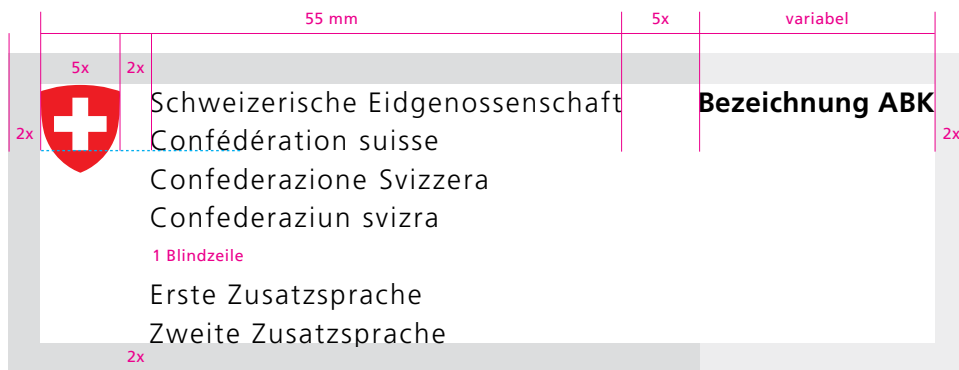 55 mm 5x variabel
5x 2x
Schweizerische Eidgenossenschaft Bezeichnung ABK
2x Confédération suisse 2x
Confederazione Svizzera
Confederaziun svizra
1 Blindzeile
Erste Zusatzsprache
Zweite Zusatzsprache
2x